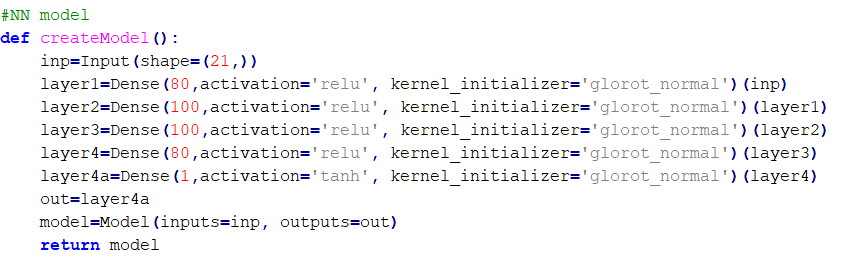 #NN model
def createModel():
    inp=Input(shape=(21,))
    layer1=Dense(80,activation='relu', kernel_initializer='glorot_normal')(inp)
    layer2=Dense(100,activation='relu', kernel_initializer='glorot_normal')(layer1)
    layer3=Dense(100,activation='relu', kernel_initializer='glorot_normal')(layer2)
    layer4=Dense(80,activation='relu', kernel_initializer='glorot_normal')(layer3)
    layer4a=Dense(1,activation='tanh', kernel_initializer='glorot_normal')(layer4)
    out=layer4a
    model=Model(inputs=inp, outputs=out)
    return model